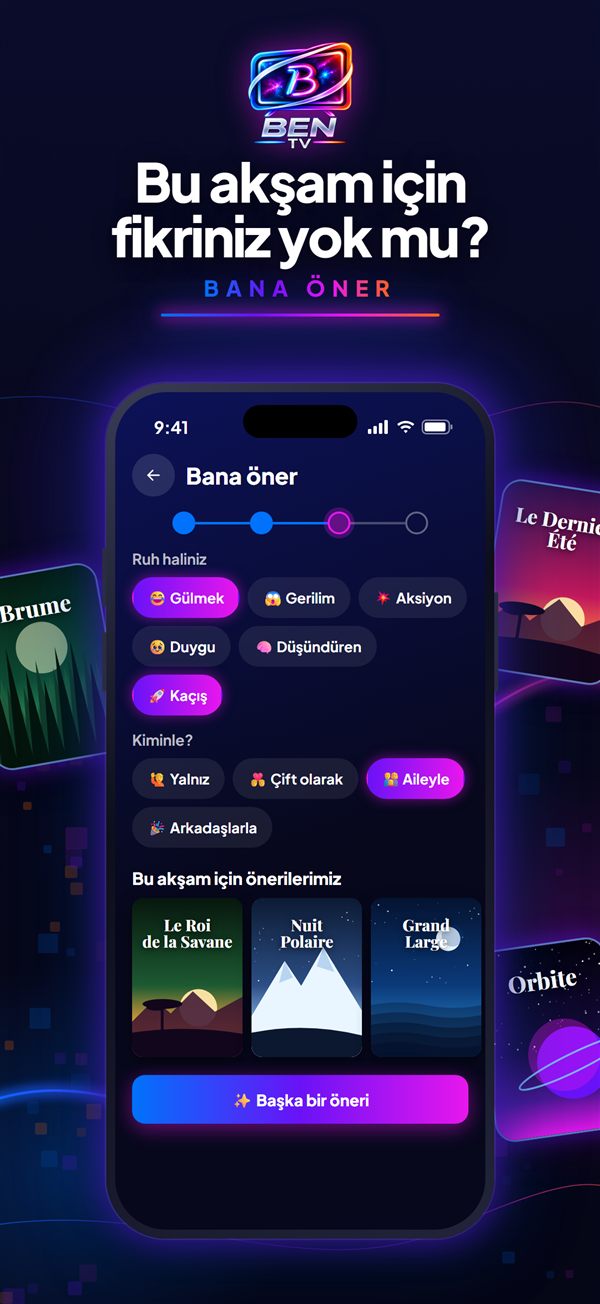 B
BEN
TV
Bu akşam için
fikriniz yok mu?
BANA ÖNER
9:41
Bana öner
Ruh haliniz
😂 Gülmek
😱 Gerilim
💥 Aksiyon
🥹 Duygu
🧠 Düşündüren
🚀 Kaçış
Kiminle?
Yalnız
Çift olarak
Aileyle
🎉 Arkadaşlarla
Bu akşam için önerilerimiz
Le Roi
de la Savane
Nuit
Polaire
Grand
Large
✨ Başka bir öneri
Brume
Le Dernie
Été
Orbite